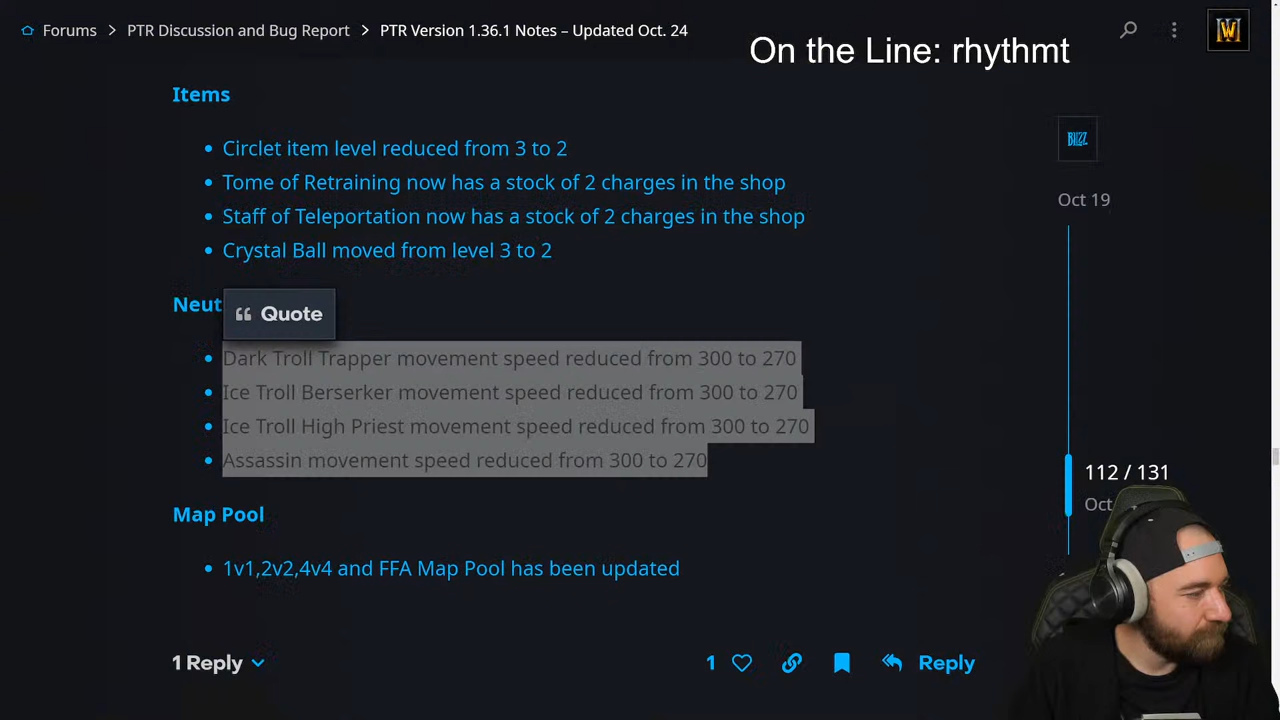 Forums > PTR Discussion and Bug Report > PTR Version 1.36.1 Notes – Updated Oct. 24
On the Line: rhythmt
Items
• Circlet item level reduced from 3 to 2
BLIZZ
• Tome of Retraining now has a stock of 2 charges in the shop
Oct 19
• Staff of Teleportation now has a stock of 2 charges in the shop
• Crystal Ball moved from level 3 to 2
Neut
Quote
• Dark Troll Trapper movement speed reduced from 300 to 270
• Ice Troll Berserker movement speed reduced from 300 to 270
• Ice Troll High Priest movement speed reduced from 300 to 270
• Assassin movement speed reduced from 300 to 270
112 / 131
Oct
Map Pool
• 1v1,2v2,4v4 and FFA Map Pool has been updated
1 Reply
1
Reply